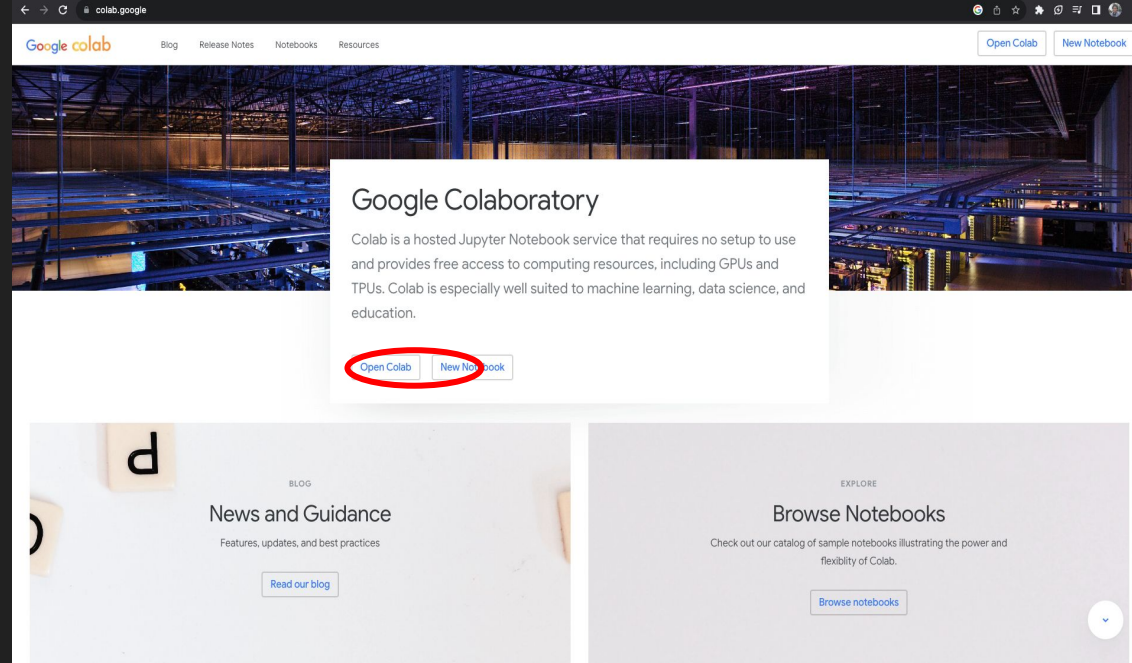 colab.google
Google colab
Blog
Release Notes
Notebooks
Resources
Open Colab
New Notebook
Google Colaboratory
Colab is a hosted Jupyter Notebook service that requires no setup to use
and provides free access to computing resources, including GPUs and
TPUs. Colab is especially well suited to machine learning, data science, and
education.
Open Colab
New Notebook
P
BLOG
News and Guidance
Features, updates, and best practices
Read our blog
EXPLORE
Browse Notebooks
Check out our catalog of sample notebooks illustrating the power and
flexiblity of Colab.
Browse notebooks